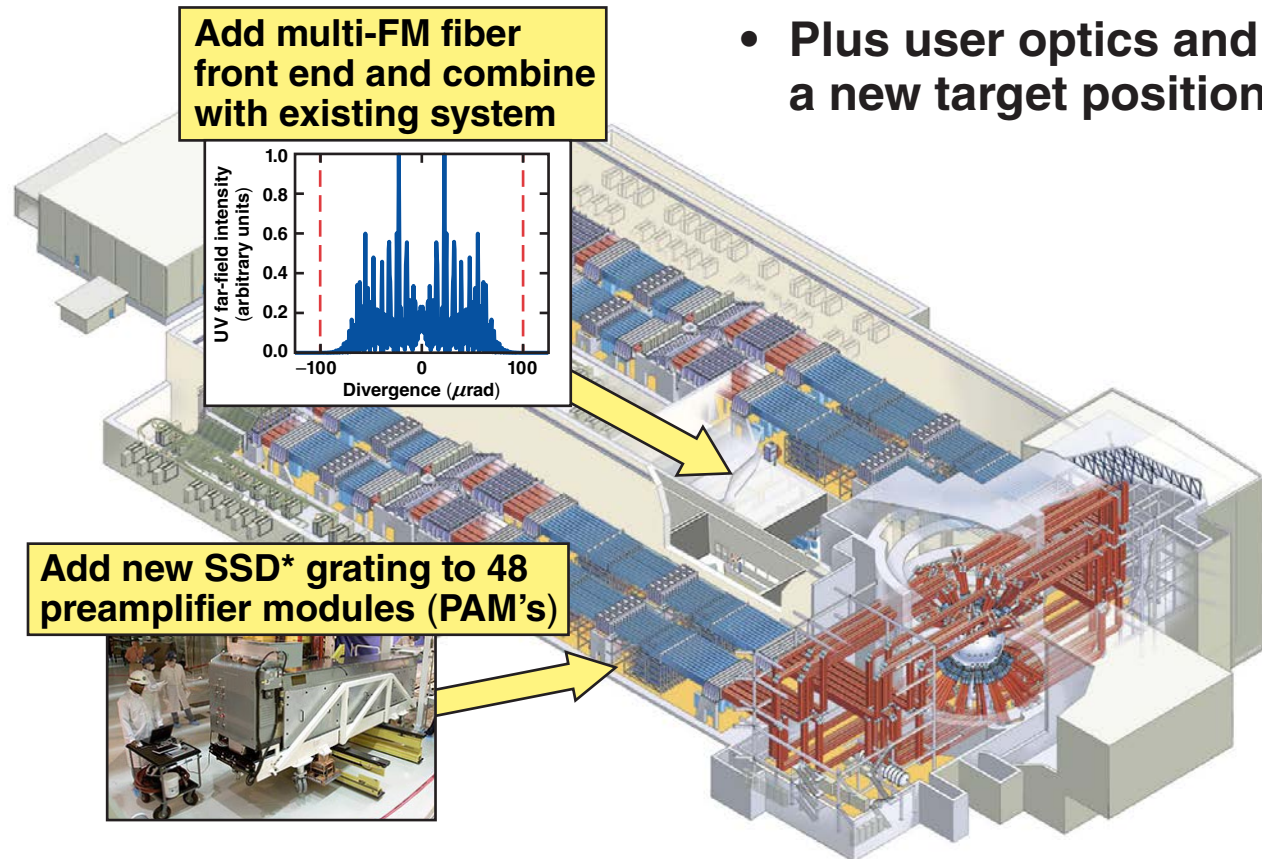 Add multi-FM fiber
front end and combine
with existing system
• Plus user optics and
a new target position
UV far-field intensity
(arbitrary units)
1.0
0.8
0.6
0.4
0.2
0.0
–100
0
100
Divergence (μrad)
Add new SSD* grating to 48
preamplifier modules (PAM's)